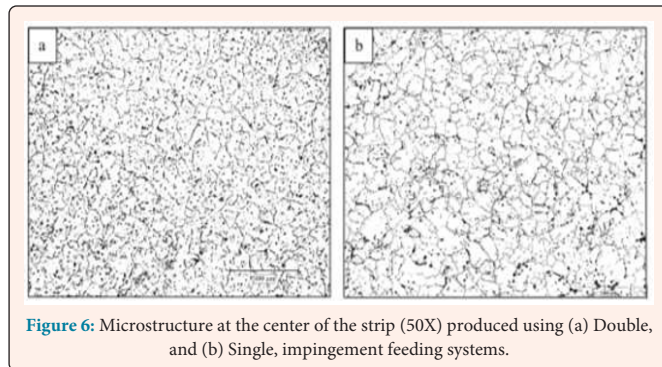 a
b
Figure 6: Microstructure at the center of the strip (50X) produced using (a) Double,
and (b) Single, impingement feeding systems.